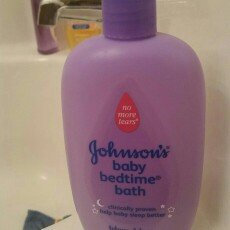 no
more
tears®
Johnson's®
baby
bedtime®
bath
clinically proven
help baby sleep better